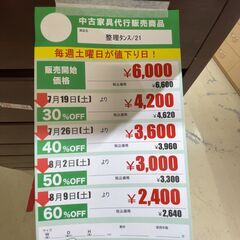 中古家具代行販売商品
商品名
整理タンス/21
毎週土曜日が値下り日!
販売開始価格
¥6,000
税込価格 ¥6,600
7月19日(土)より
30%OFF
¥4,200
税込価格 ¥4,620
7月26日(土)より
40%OFF
¥3,600
税込価格 ¥3,960
8月2日(土)より
50%OFF
¥3,000
税込価格 ¥3,300
8月9日(土)より
60%OFF
¥2,400
税込価格 ¥2,640
W D H